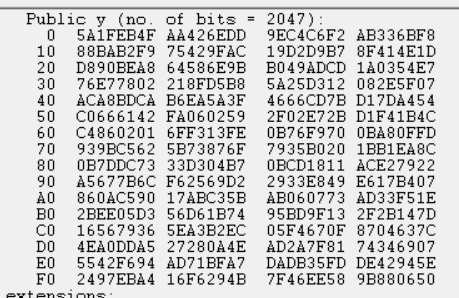 Public y (no. of bits = 2047):
0 5A1FEB4F AA426EDD 9EC4C6F2 AB336BF8
10 88BAB2F9 75429FAC 19D2D9B7 8F414E1D
20 D890BEA8 64586E9B B049ADCD 1A0354E7
30 76E77802 218FD5B8 5A25D312 082E5F07
40 ACA8BDCA B6EA5A3F 4666CD7B D17DA454
50 C0666142 FA060259 2F02E72B D1F41B4C
60 C4860201 6FF313FE 0B76F970 0BA80FFD
70 939BC562 5B73876F 7935B020 1BB1EA8C
80 0B7DDC73 33D304B7 0BCD1811 ACE27922
90 A5677B6C F62569D2 2933E849 E617B407
A0 860AC590 17ABC35B AB060773 AD33F51E
B0 2BEE05D3 56D61B74 95BD9F13 2F2B147D
C0 16567936 5EA3B2EC 05F4670F 8704637C
D0 4EA0DDA5 27280A4E AD2A7F81 74346907
E0 5542F694 AD71BFA7 DADB35FD DE42945E
F0 2497EBA4 16F6294B 7F46EE58 9B880650
extensions: